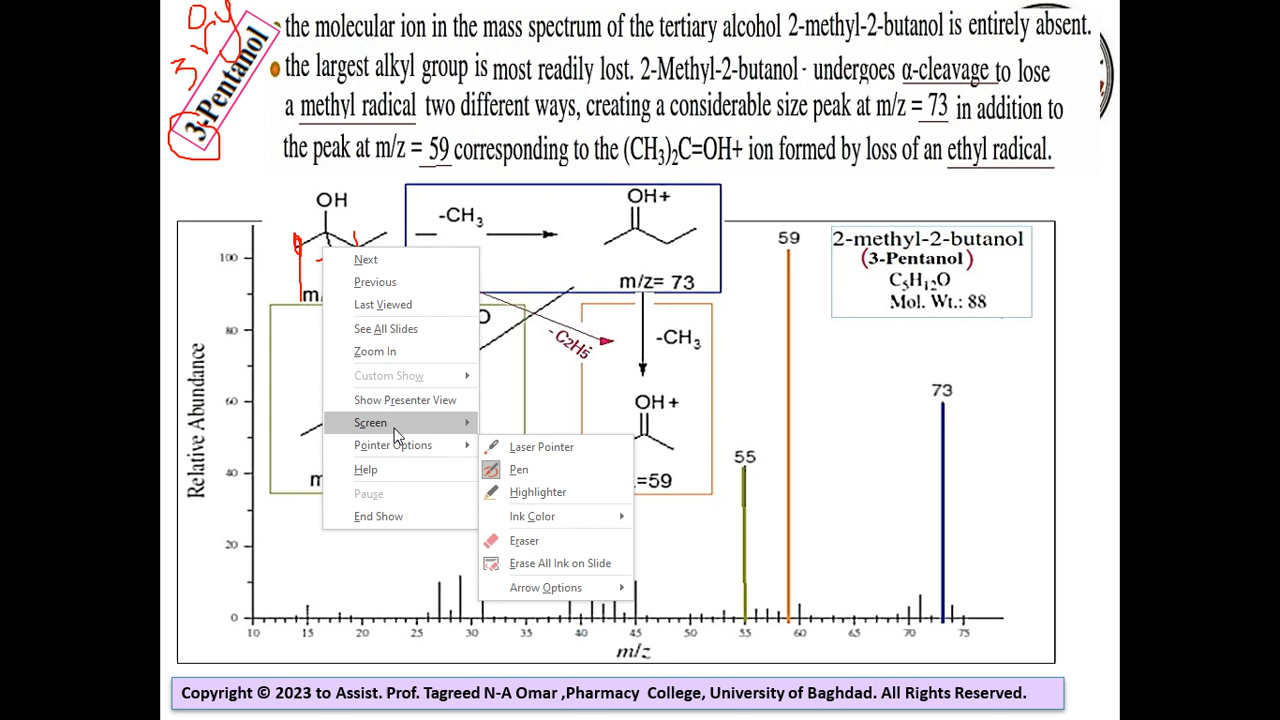 3-Pentanol
the molecular ion in the mass spectrum of the tertiary alcohol 2-methyl-2-butanol is entirely absent.
the largest alkyl group is most readily lost. 2-Methyl-2-butanol - undergoes α-cleavage to lose
a methyl radical two different ways, creating a considerable size peak at m/z = 73 in addition to
the peak at m/z = 59 corresponding to the (CH₃)₂C=OH+ ion formed by loss of an ethyl radical.
3
OH
-CH₃
OH+
m/z= 73
59
2-methyl-2-butanol
(3-Pentanol)
C₅H₁₂O
Mol. Wt.: 88
- C2H5
-CH₃
OH +
=59
73
55
Next
Previous
Last Viewed
See All Slides
Zoom In
Custom Show
Show Presenter View
Screen
Pointer Options
Help
Pause
End Show
Laser Pointer
Pen
Highlighter
Ink Color
Eraser
Erase All Ink on Slide
Arrow Options
Relative Abundance
100
80
60
40
20
0
10 15 20 25 30 35 40 45 50 55 60 65 70 75
m/z
Copyright © 2023 to Assist. Prof. Tagreed N-A Omar ,Pharmacy College, University of Baghdad. All Rights Reserved.